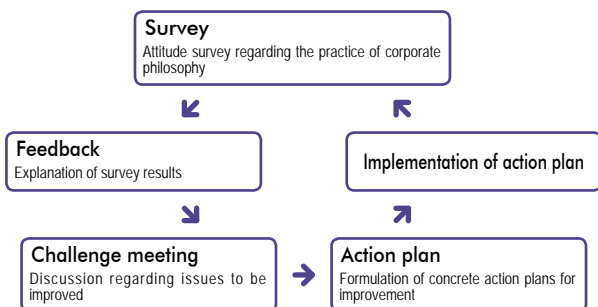 Survey
Attitude survey regarding the practice of corporate
philosophy
Feedback
Explanation of survey results
Implementation of action plan
Challenge meeting
Discussion regarding issues to be
improved
Action plan
Formulation of concrete action plans for
improvement